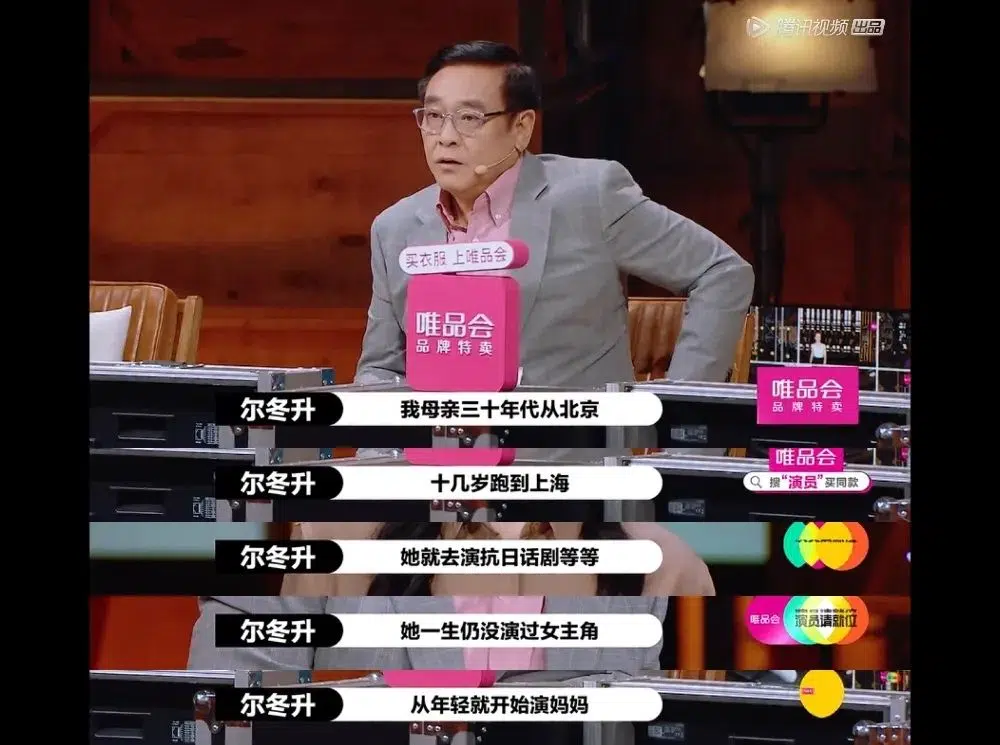 腾讯视频 出品
买衣服 上唯品会
唯品会
品牌特卖
唯品会
品牌特卖
尔冬升 我母亲三十年代从北京
唯品会
搜“演员”买同款
尔冬升 十几岁跑到上海
尔冬升 她就去演抗日话剧等等
唯品会 演员请就位
尔冬升 她一生仍没演过女主角
尔冬升 从年轻就开始演妈妈